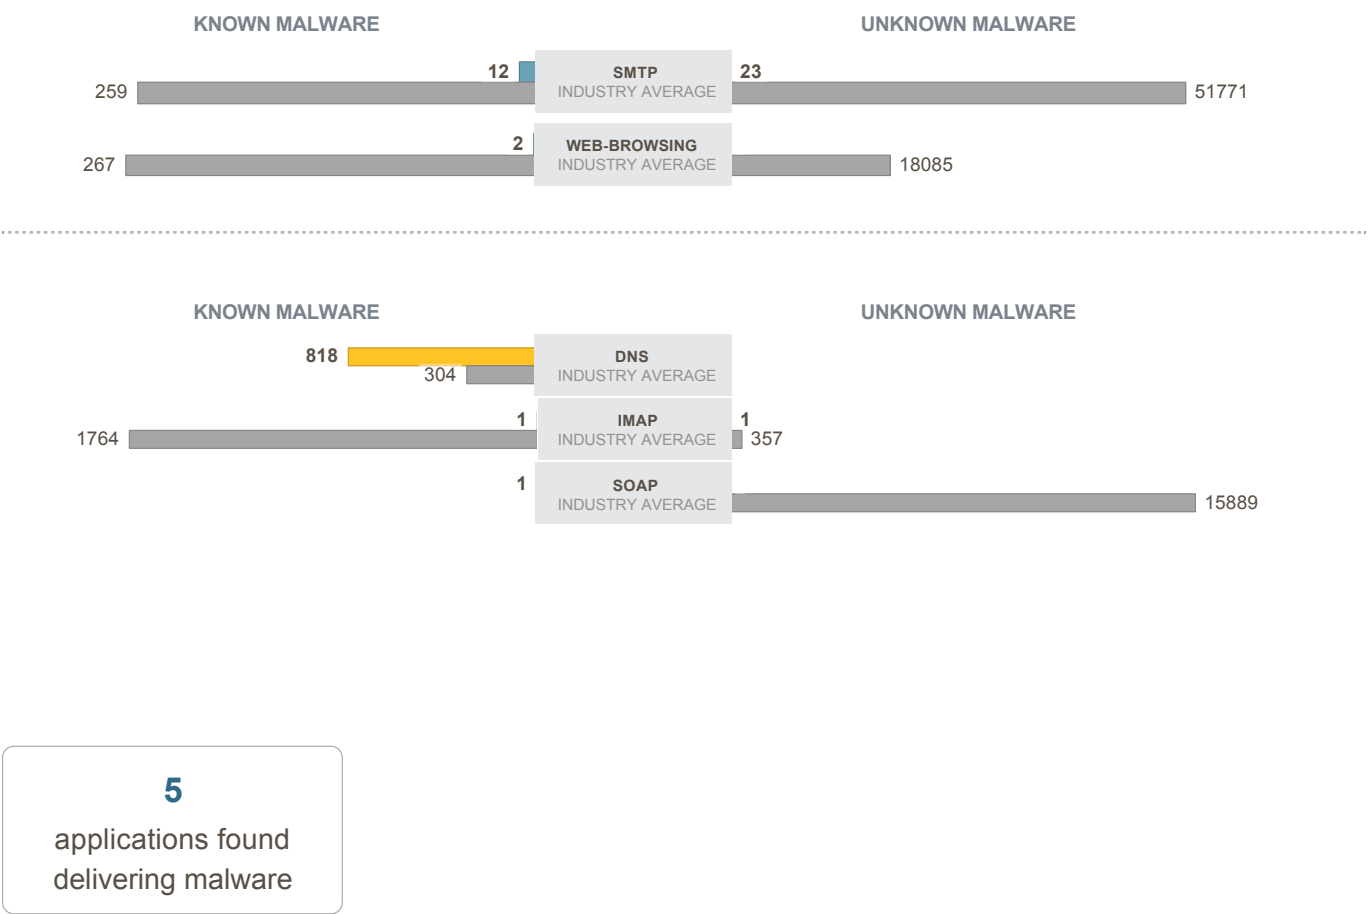 KNOWN MALWARE UNKNOWN MALWARE
12 SMTP 23
259 INDUSTRY AVERAGE 51771
2 WEB-BROWSING
267 INDUSTRY AVERAGE 18085
KNOWN MALWARE UNKNOWN MALWARE
818 DNS
304 INDUSTRY AVERAGE
1 IMAP 1
1764 INDUSTRY AVERAGE 357
1 SOAP
INDUSTRY AVERAGE 15889
5
applications found
delivering malware